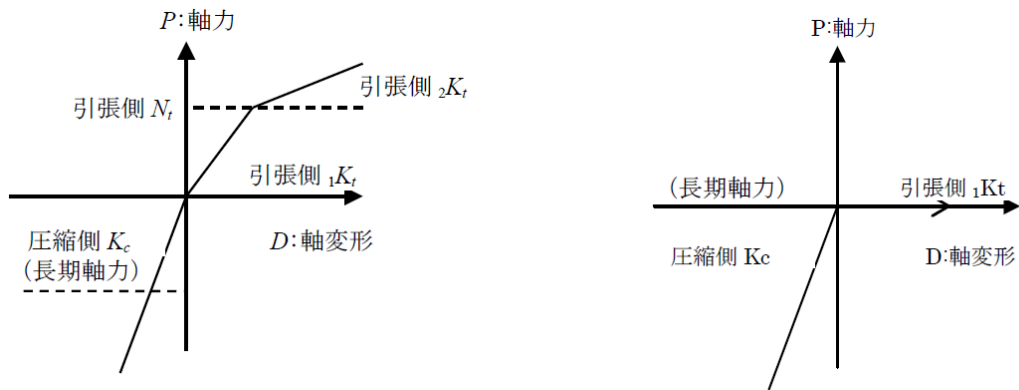 P:軸力
引張側 ₂Kₜ
引張側 Nₜ
引張側 ₁Kₜ
圧縮側 K꜀
(長期軸力)
D:軸変形
P:軸力
(長期軸力)
引張側 ₁Kt
圧縮側 Kc
D:軸変形